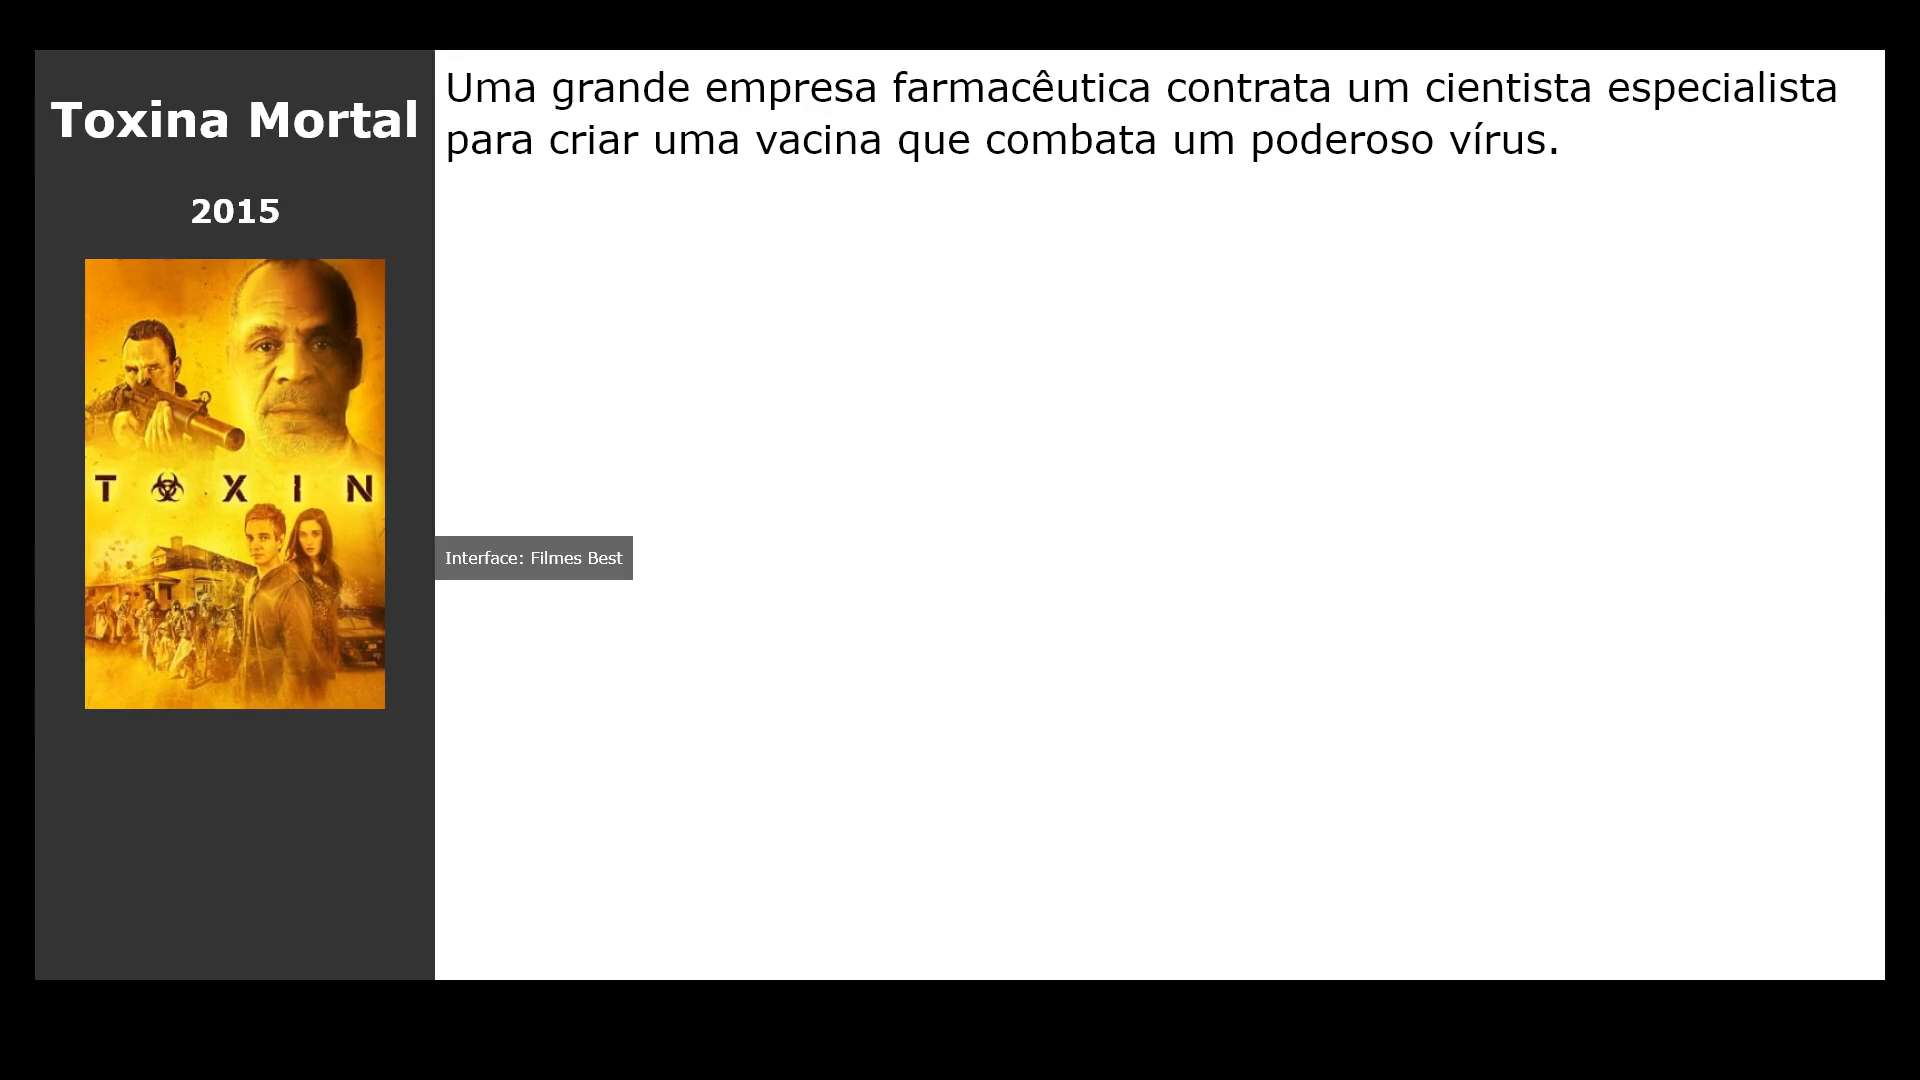 Toxina Mortal
2015
TOXIN
Uma grande empresa farmacêutica contrata um cientista especialista
para criar uma vacina que combata um poderoso vírus.
Interface: Filmes Best